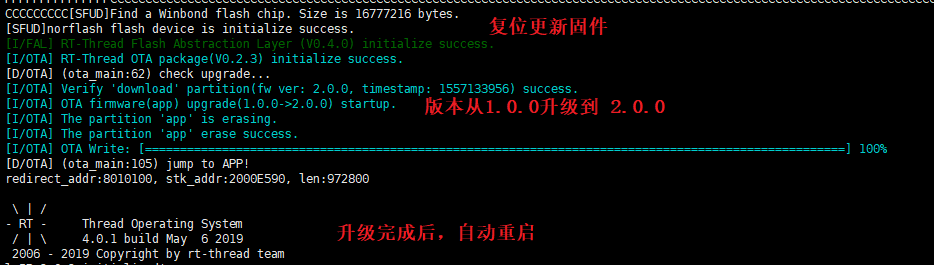 CCCCCCCCC[SFUD]Find a Winbond flash chip. Size is 16777216 bytes.
[SFUD]norflash flash device is initialize success.
复位更新固件
[I/FAL] RT-Thread Flash Abstraction Layer (V0.4.0) initialize success.
[I/OTA] RT-Thread OTA package(V0.2.3) initialize success.
[D/OTA] (ota_main:62) check upgrade...
[I/OTA] Verify 'download' partition(fw ver: 2.0.0, timestamp: 1557133956) success.
[I/OTA] OTA firmware(app) upgrade(1.0.0->2.0.0) startup.
版本从1.0.0升级到 2.0.0
[I/OTA] The partition 'app' is erasing.
[I/OTA] The partition 'app' erase success.
[I/OTA] OTA Write: [====================================================================================================] 100%
[D/OTA] (ota_main:105) jump to APP!
redirect_addr:8010100, stk_addr:2000E590, len:972800
\ | /
- RT -     Thread Operating System
/ | \     4.0.1 build May  6 2019
升级完成后，自动重启
2006 - 2019 Copyright by rt-thread team